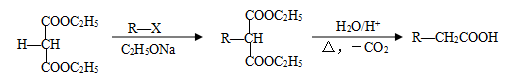 COOC₂H₅
H—CH
COOC₂H₅
R—X
C₂H₅ONa
COOC₂H₅
R—CH
COOC₂H₅
H₂O/H⁺
△，－CO₂
R—CH₂COOH